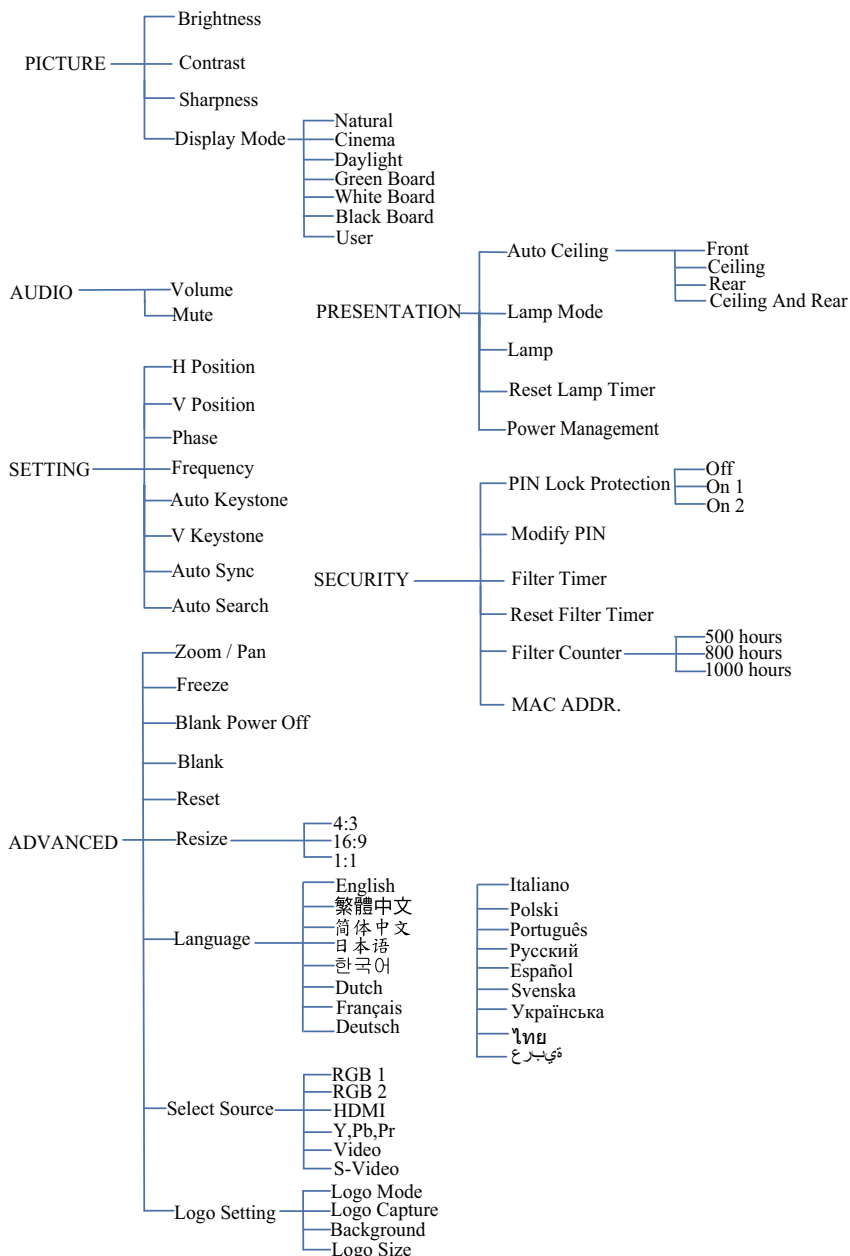 PICTURE
Brightness
Contrast
Sharpness
Display Mode
Natural
Cinema
Daylight
Green Board
White Board
Black Board
User
AUDIO
Volume
Mute
PRESENTATION
Auto Ceiling
Front
Ceiling
Rear
Ceiling And Rear
Lamp Mode
Lamp
Reset Lamp Timer
Power Management
SETTING
H Position
V Position
Phase
Frequency
Auto Keystone
V Keystone
Auto Sync
Auto Search
SECURITY
PIN Lock Protection
Off
On 1
On 2
Modify PIN
Filter Timer
Reset Filter Timer
Filter Counter
500 hours
800 hours
1000 hours
MAC ADDR.
ADVANCED
Zoom / Pan
Freeze
Blank Power Off
Blank
Reset
Resize
4:3
16:9
1:1
Language
English
繁體中文
简体中文
日本语
한국어
Dutch
Français
Deutsch
Italiano
Polski
Português
Русский
Español
Svenska
Українська
ไทย
ةيبرع
Select Source
RGB 1
RGB 2
HDMI
Y,Pb,Pr
Video
S-Video
Logo Setting
Logo Mode
Logo Capture
Background
Logo Size